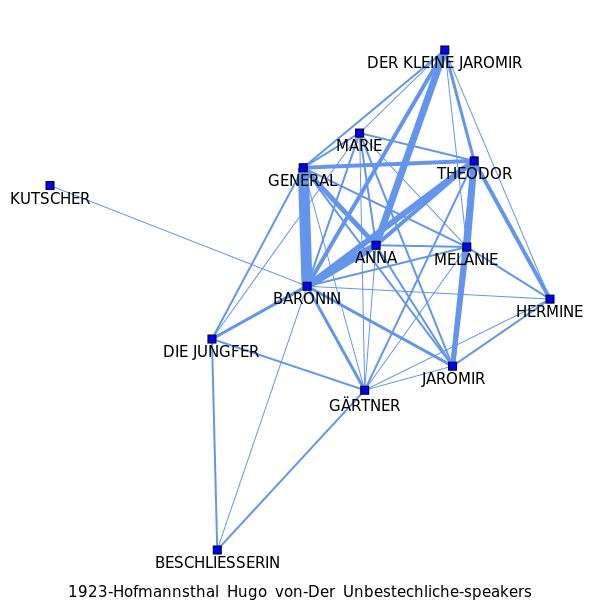 DER KLEINE JAROMIR
MARIE
THEODOR
GENERAL
KUTSCHER
ANNA
MELANIE
BARONIN
HERMINE
DIE JUNGFER
JAROMIR
GÄRTNER
BESCHLIESSERIN
1923-Hofmannsthal_Hugo_von-Der_Unbestechliche-speakers